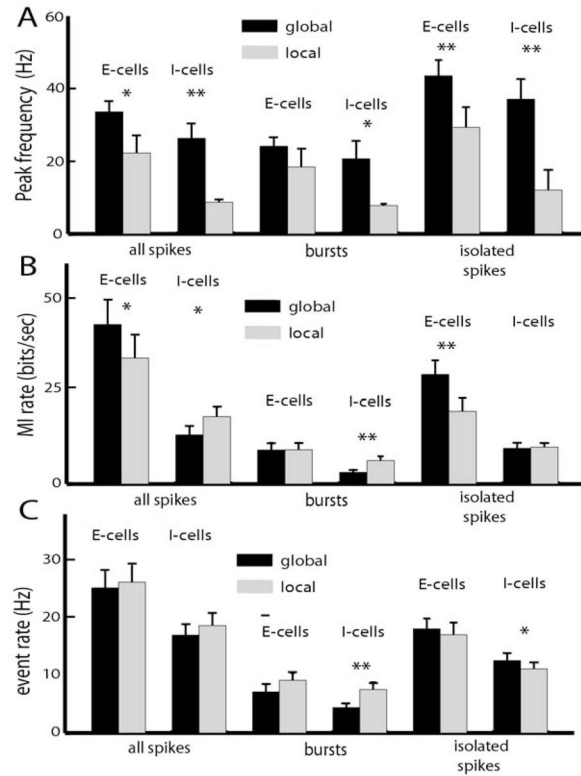 A
60
40
20
0
Peak frequency (Hz)
global
local
E-cells
*
I-cells
**
E-cells
I-cells
*
E-cells
**
I-cells
**
all spikes
bursts
isolated
spikes
B
50
25
0
MI rate (bits/sec)
global
local
E-cells
*
I-cells
*
E-cells
I-cells
**
E-cells
**
I-cells
all spikes
bursts
isolated
spikes
C
30
20
10
0
event rate (Hz)
global
local
E-cells
I-cells
E-cells
I-cells
**
E-cells
I-cells
*
all spikes
bursts
isolated
spikes